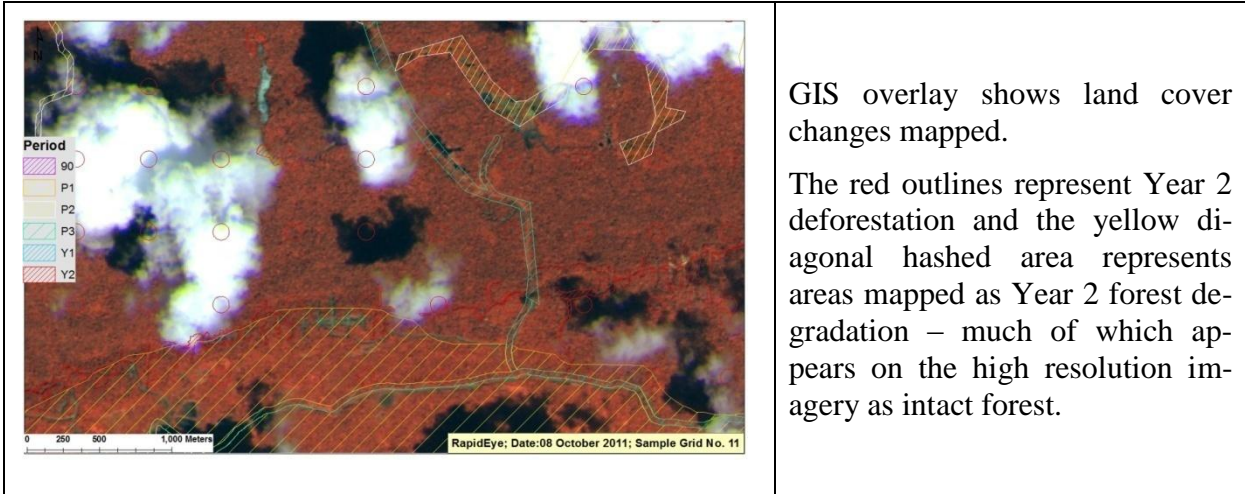 Period
90
P1
P2
P3
Y1
Y2
0 250 500 1,000 Meters
RapidEye; Date:08 October 2011; Sample Grid No. 11
GIS overlay shows land cover
changes mapped.
The red outlines represent Year 2
deforestation and the yellow di-
agonal hashed area represents
areas mapped as Year 2 forest de-
gradation – much of which ap-
pears on the high resolution im-
agery as intact forest.